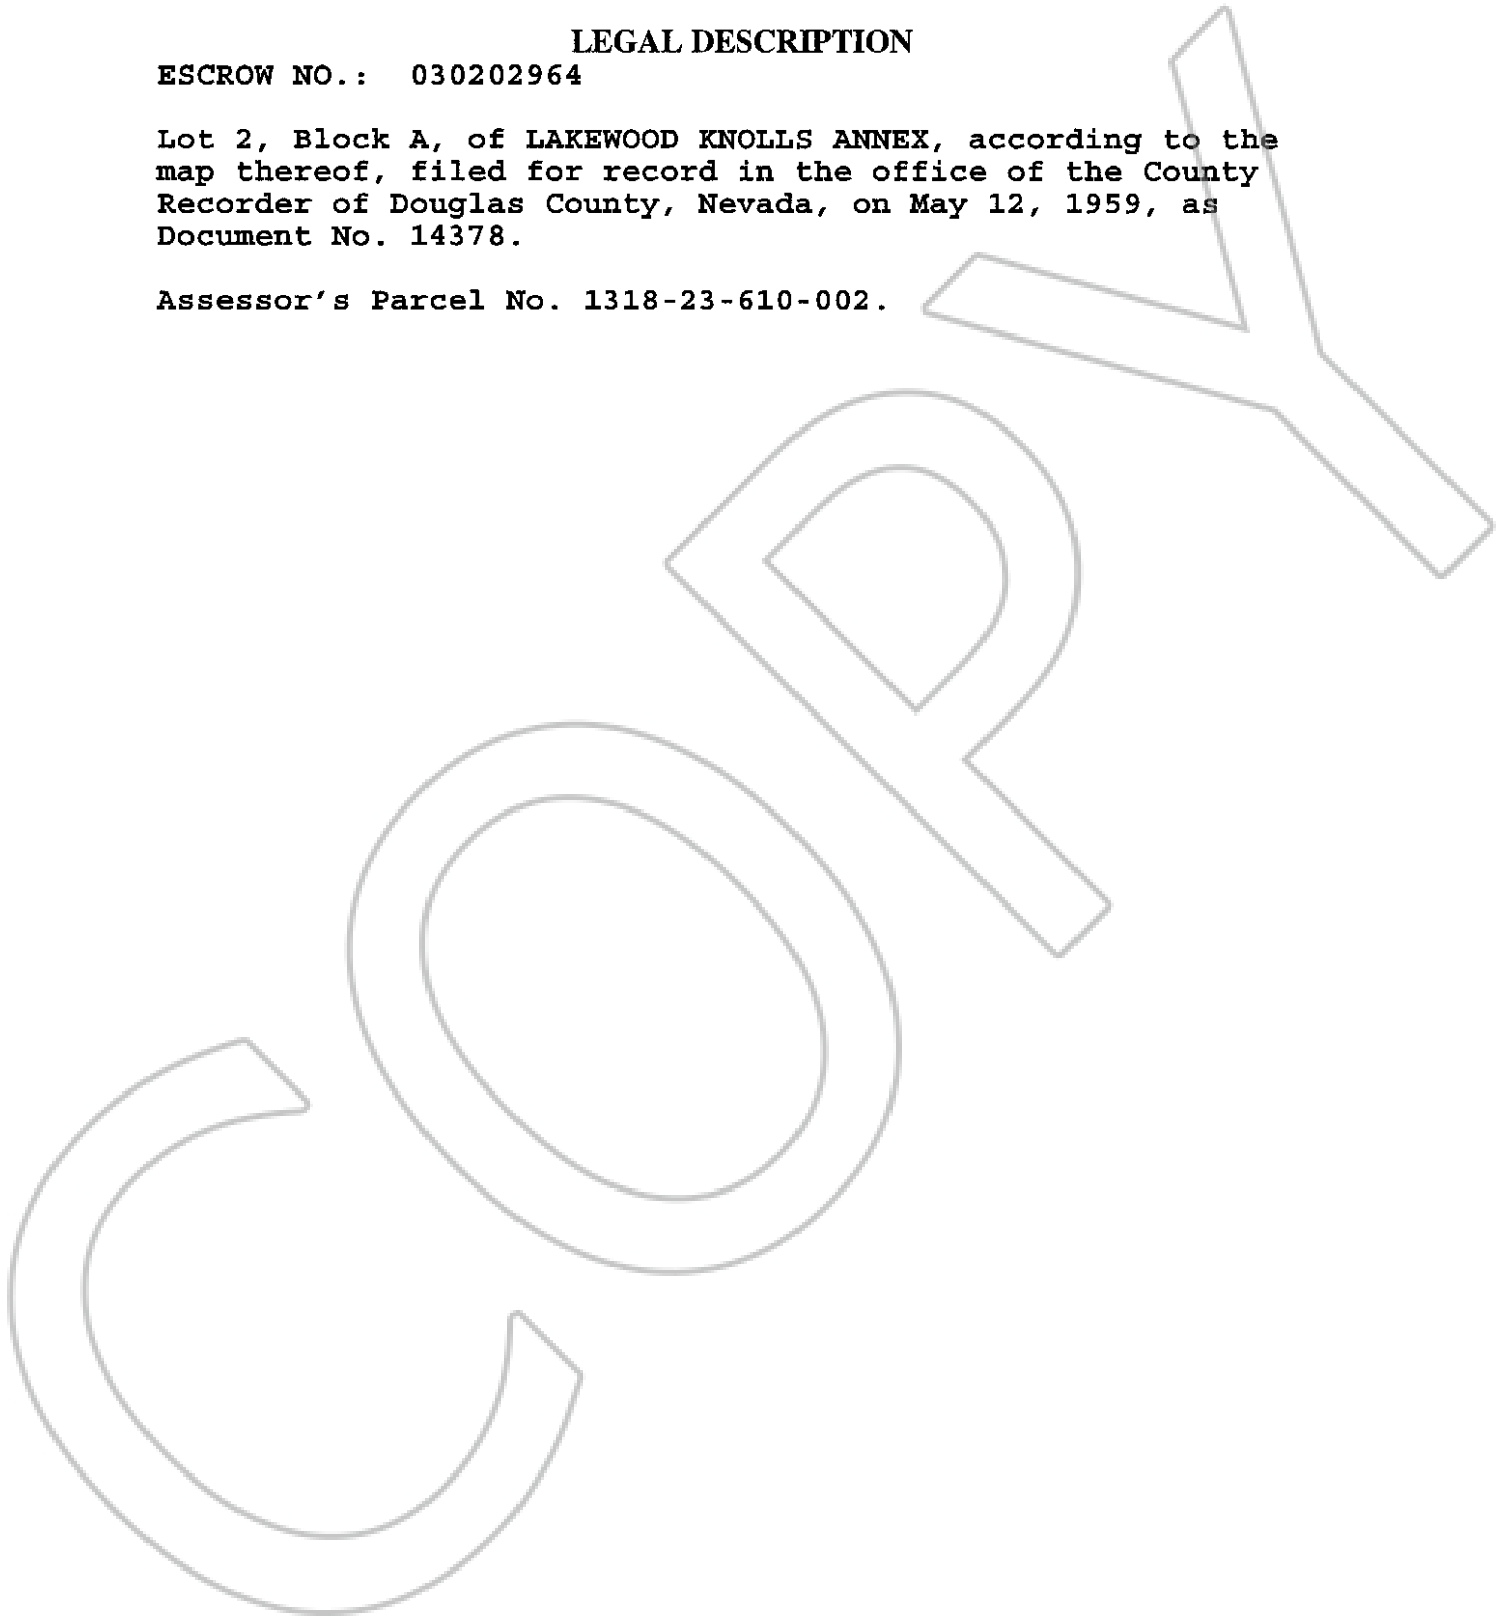 LEGAL DESCRIPTION
ESCROW NO.: 030202964
Lot 2, Block A, of LAKEWOOD KNOLLS ANNEX, according to the
map thereof, filed for record in the office of the County
Recorder of Douglas County, Nevada, on May 12, 1959, as
Document No. 14378.
Assessor's Parcel No. 1318-23-610-002.
COPY